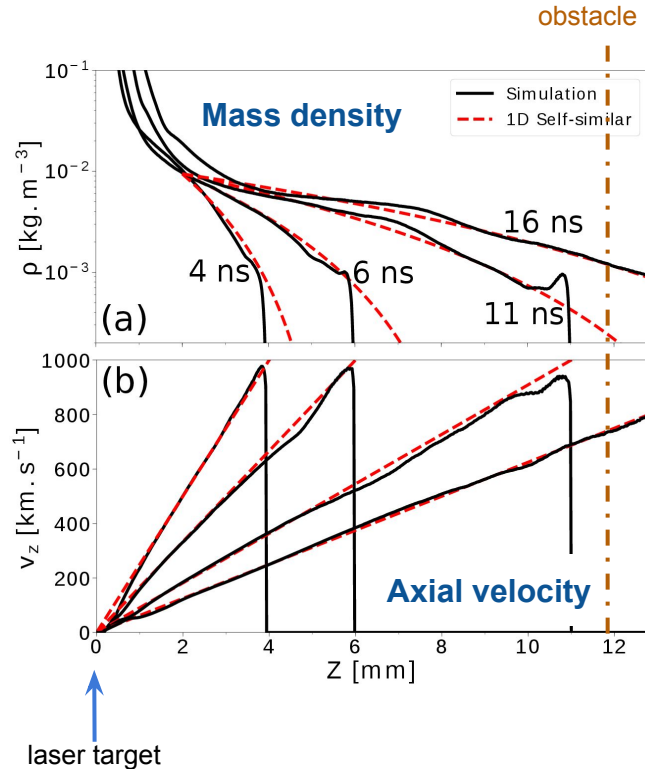 obstacle
10⁻¹
Mass density
Simulation
1D Self-similar
10⁻²
ρ [kg.m⁻³]
16 ns
10⁻³
4 ns
6 ns
11 ns
(a)
1000
(b)
800
600
v_z [km.s⁻¹]
400
200
Axial velocity
0
0 2 4 6 8 10 12
Z [mm]
laser target